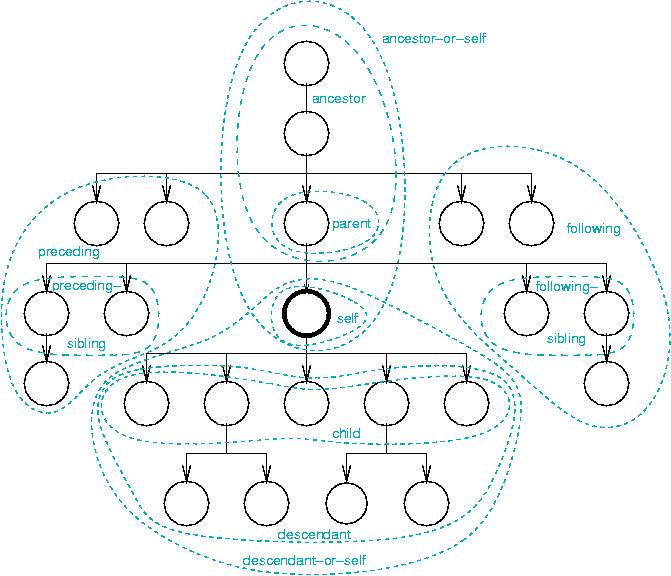 ancestor-or-self
ancestor
parent
following
preceding
preceding-
following-
self
sibling
sibling
child
descendant
descendant-or-self